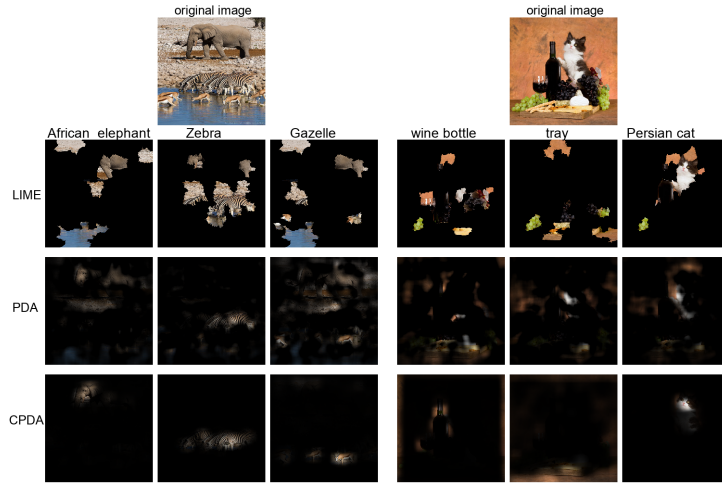 original image original image
African elephant Zebra Gazelle wine bottle tray Persian cat
LIME
PDA
CPDA